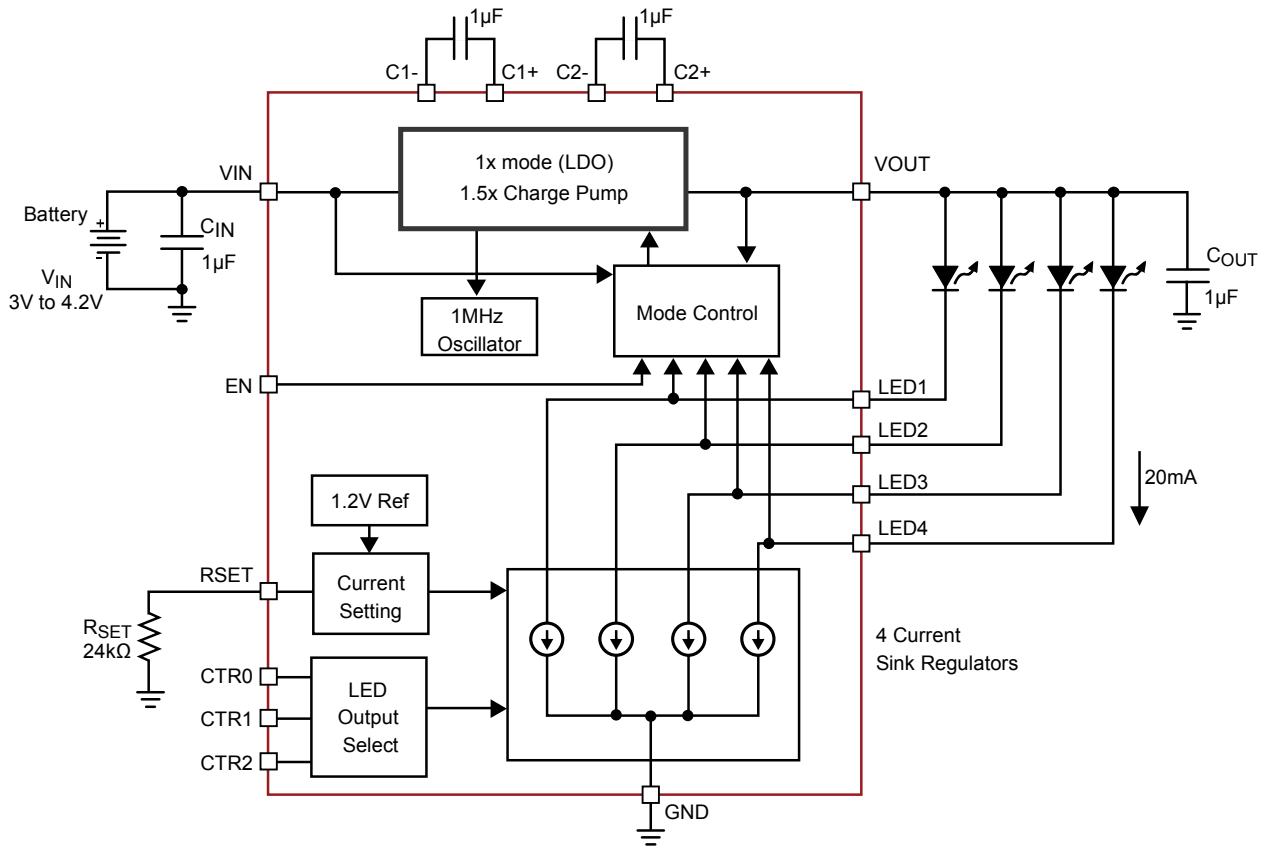 1µF
1µF
C1-
C1+
C2-
C2+
VIN
1x mode (LDO)
1.5x Charge Pump
VOUT
Battery
+
-
CIN
1µF
VIN
3V to 4.2V
1MHz
Oscillator
Mode Control
COUT
1µF
EN
LED1
LED2
LED3
LED4
20mA
1.2V Ref
RSET
Current
Setting
RSET
24kΩ
4 Current
Sink Regulators
CTR0
CTR1
CTR2
LED
Output
Select
GND